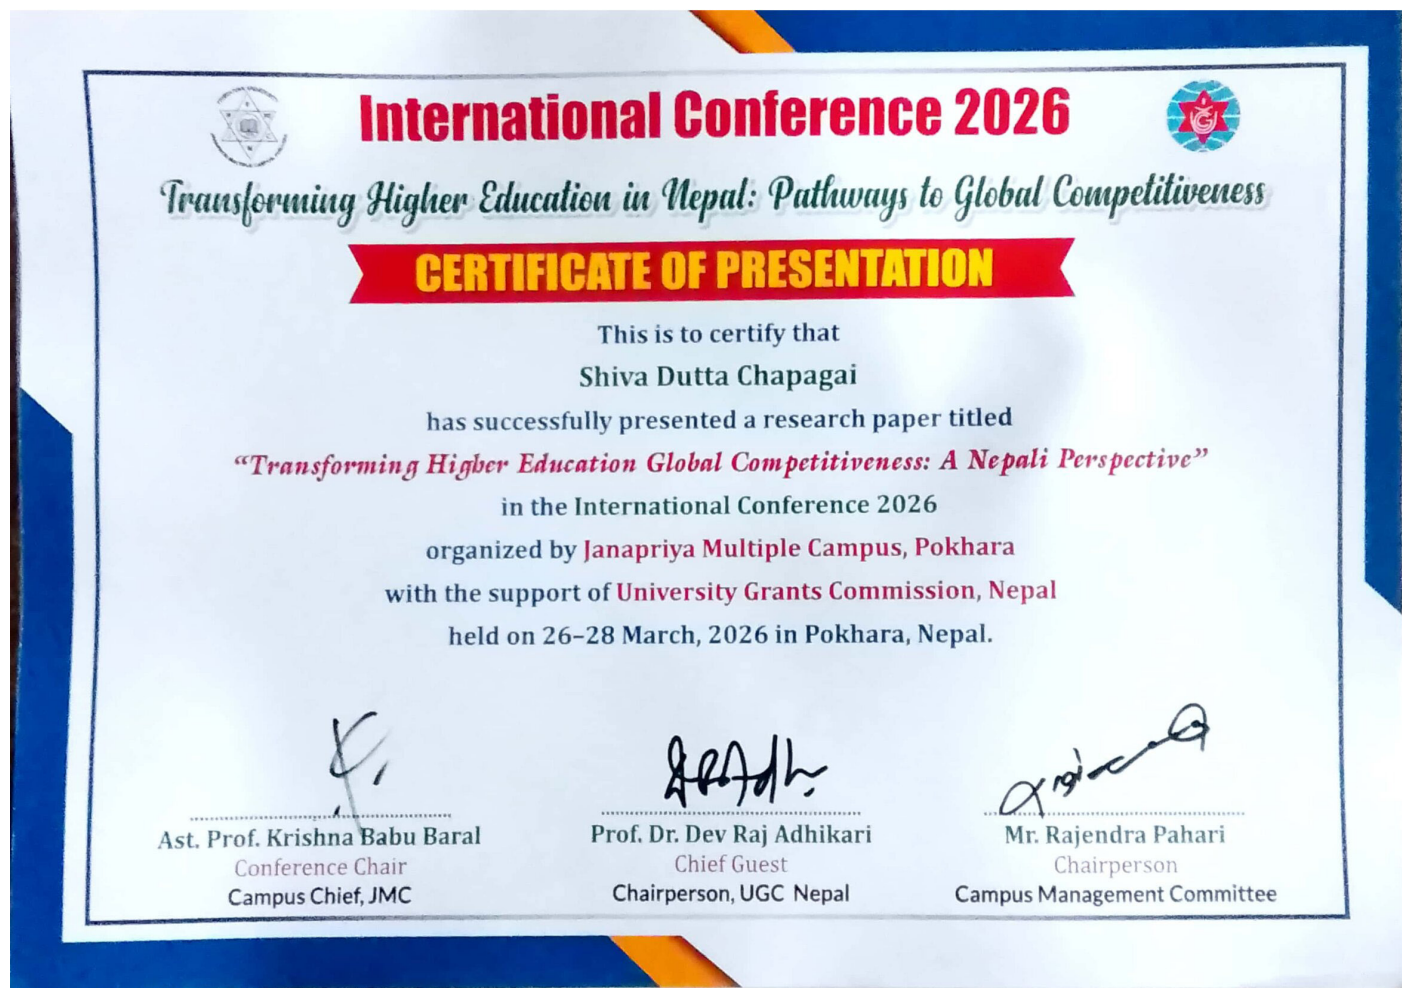 International Conference 2026
Transforming Higher Education in Nepal: Pathways to Global Competitiveness
CERTIFICATE OF PRESENTATION
This is to certify that
Shiva Dutta Chapagai
has successfully presented a research paper titled
“Transforming Higher Education Global Competitiveness: A Nepali Perspective”
in the International Conference 2026
organized by Janapriya Multiple Campus, Pokhara
with the support of University Grants Commission, Nepal
held on 26–28 March, 2026 in Pokhara, Nepal.
Ast. Prof. Krishna Babu Baral
Conference Chair
Campus Chief, JMC
Prof. Dr. Dev Raj Adhikari
Chief Guest
Chairperson, UGC Nepal
Mr. Rajendra Pahari
Chairperson
Campus Management Committee